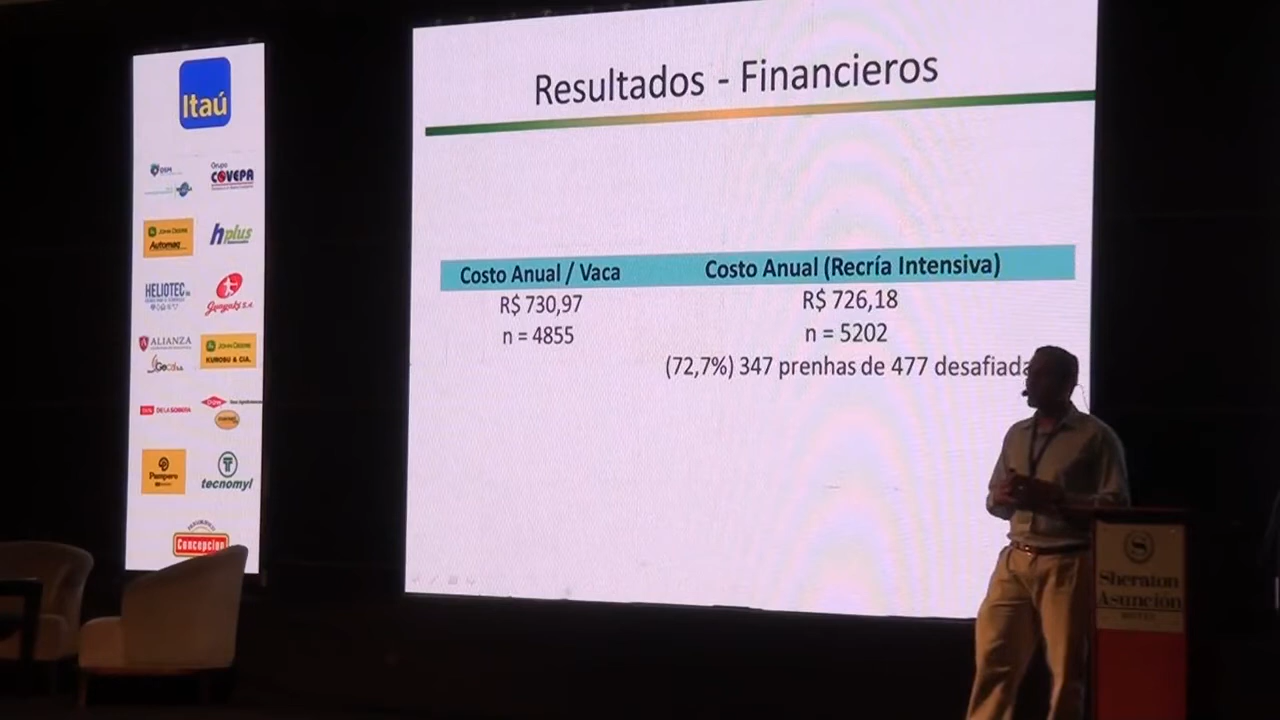 Resultados - Financieros
Costo Anual / Vaca
Costo Anual (Recría Intensiva)
R$ 730,97
R$ 726,18
n = 4855
n = 5202
(72,7%) 347 prenhas de 477 desafiada
Itaú
Grupo
COVEPA
JOHN DEERE
Automaq
hplus
HELIOTEC
ALIANZA
JOHN DEERE
KUROSU & CIA.
DE LA SOBERA
Pampero
tecnomyl
Concepcion
Sheraton
Asunción